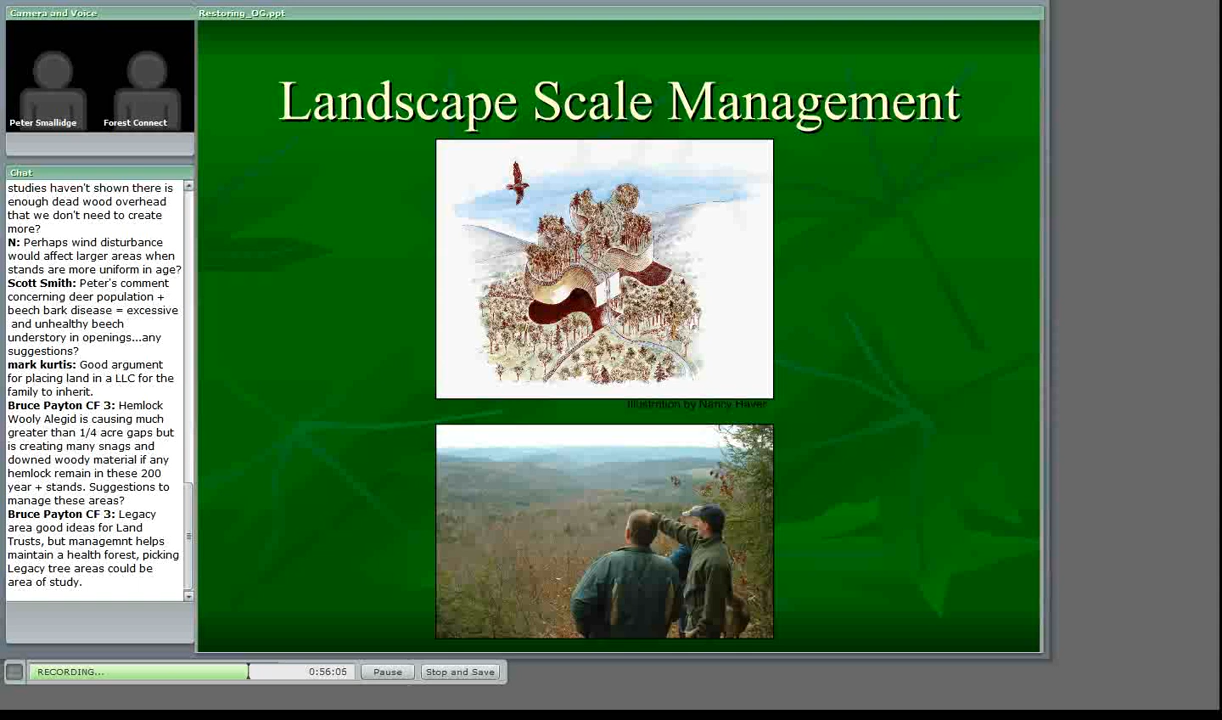 Camera and Voice
Restoring_OG.ppt
Peter Smallidge
Forest Connect
Chat
studies haven't shown there is
enough dead wood overhead
that we don't need to create
more?
N: Perhaps wind disturbance
would affect larger areas when
stands are more uniform in age?
Scott Smith: Peter's comment
concerning deer population +
beech bark disease = excessive
and unhealthy beech
understory in openings...any
suggestions?
mark kurtis: Good argument
for placing land in a LLC for the
family to inherit.
Bruce Payton CF 3: Hemlock
Wooly Alegid is causing much
greater than 1/4 acre gaps but
is creating many snags and
downed woody material if any
hemlock remain in these 200
year + stands. Suggestions to
manage these areas?
Bruce Payton CF 3: Legacy
area good ideas for Land
Trusts, but managemnt helps
maintain a health forest, picking
Legacy tree areas could be
area of study.
Landscape Scale Management
Illustration by Nancy Haver
RECORDING...
0:56:05
Pause
Stop and Save